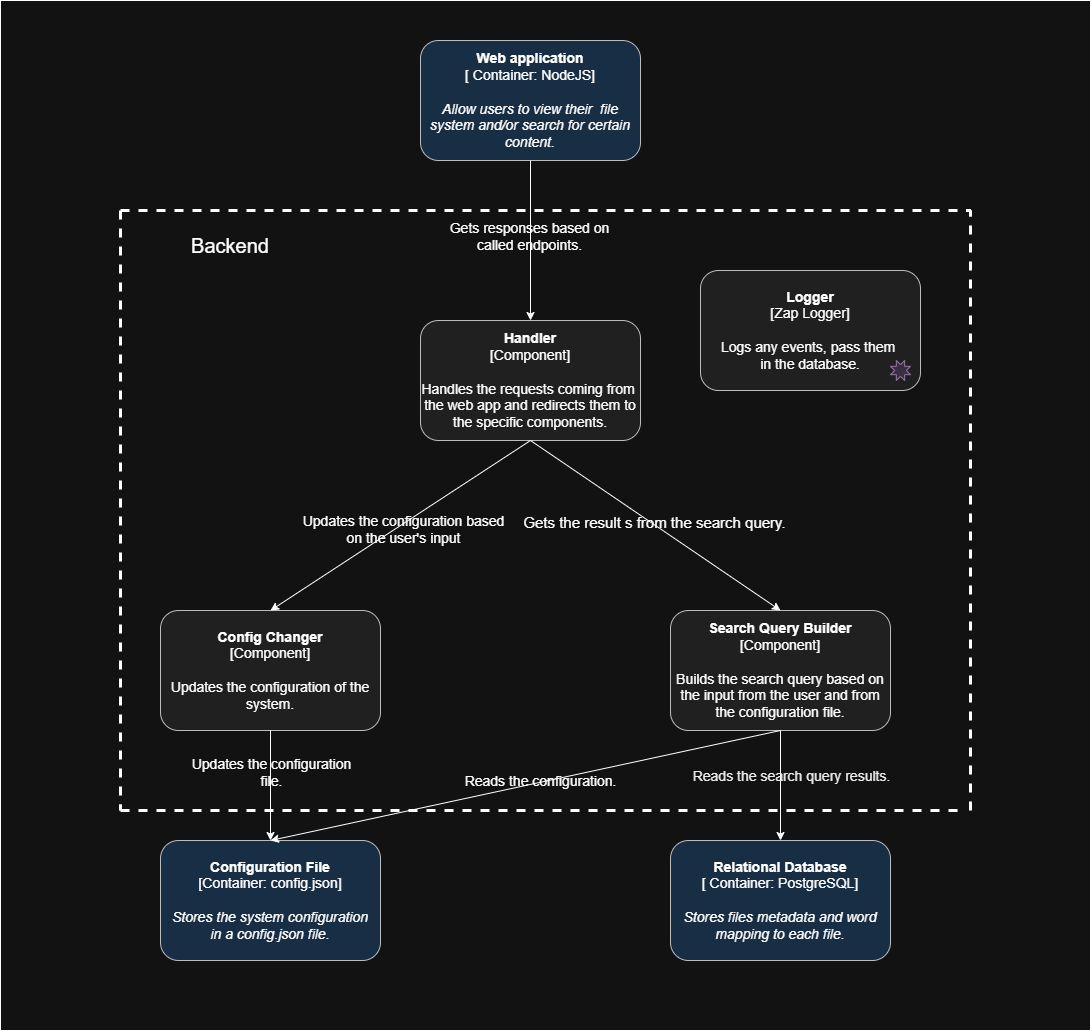 Web application
[ Container: NodeJS]
Allow users to view their  file
system and/or search for certain
content.
Gets responses based on
called endpoints.
Backend
Logger
[Zap Logger]
Logs any events, pass them
in the database.
Handler
[Component]
Handles the requests coming from
the web app and redirects them to
the specific components.
Updates the configuration based
on the user's input
Gets the result s from the search query.
Config Changer
[Component]
Updates the configuration of the
system.
Search Query Builder
[Component]
Builds the search query based on
the input from the user and from
the configuration file.
Updates the configuration
file.
Reads the configuration.
Reads the search query results.
Configuration File
[Container: config.json]
Stores the system configuration
in a config.json file.
Relational Database
[ Container: PostgreSQL]
Stores files metadata and word
mapping to each file.